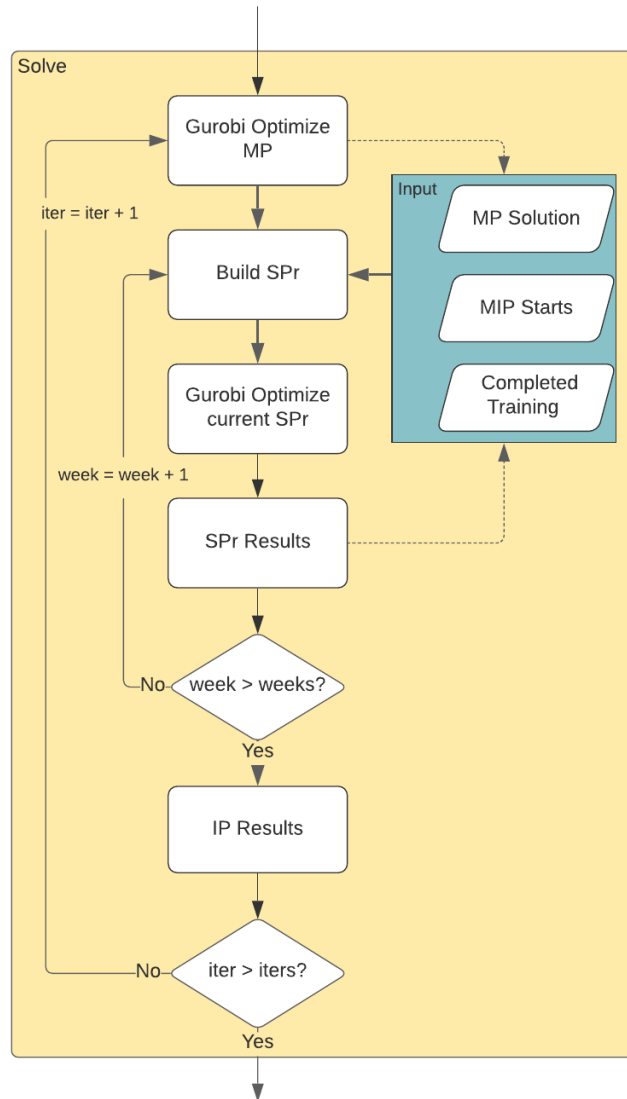 Solve
Gurobi Optimize
MP
Input
MP Solution
iter = iter + 1
Build SPr
MIP Starts
Gurobi Optimize
current SPr
Completed
Training
week = week + 1
SPr Results
week > weeks?
No
Yes
IP Results
iter > iters?
No
Yes